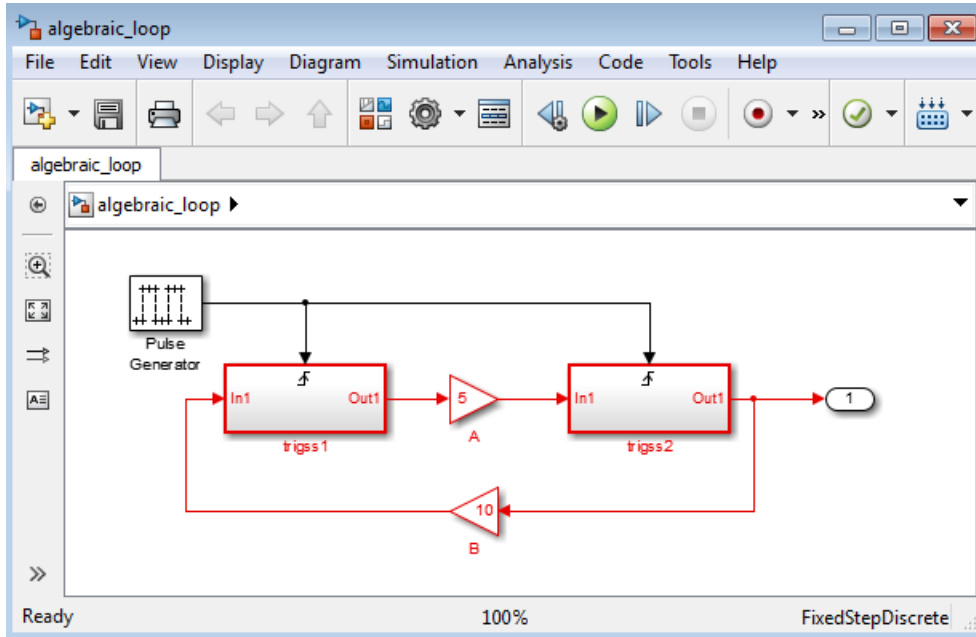 algebraic_loop
File Edit View Display Diagram Simulation Analysis Code Tools Help
»
algebraic_loop
algebraic_loop
Pulse
Generator
In1 Out1
trigss1
5
A
In1 Out1
trigss2
1
10
B
Ready 100% FixedStepDiscrete